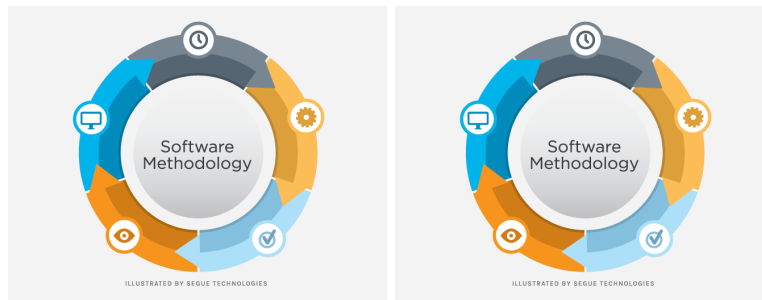 Software
Methodology
ILLUSTRATED BY SEGUE TECHNOLOGIES
Software
Methodology
ILLUSTRATED BY SEGUE TECHNOLOGIES